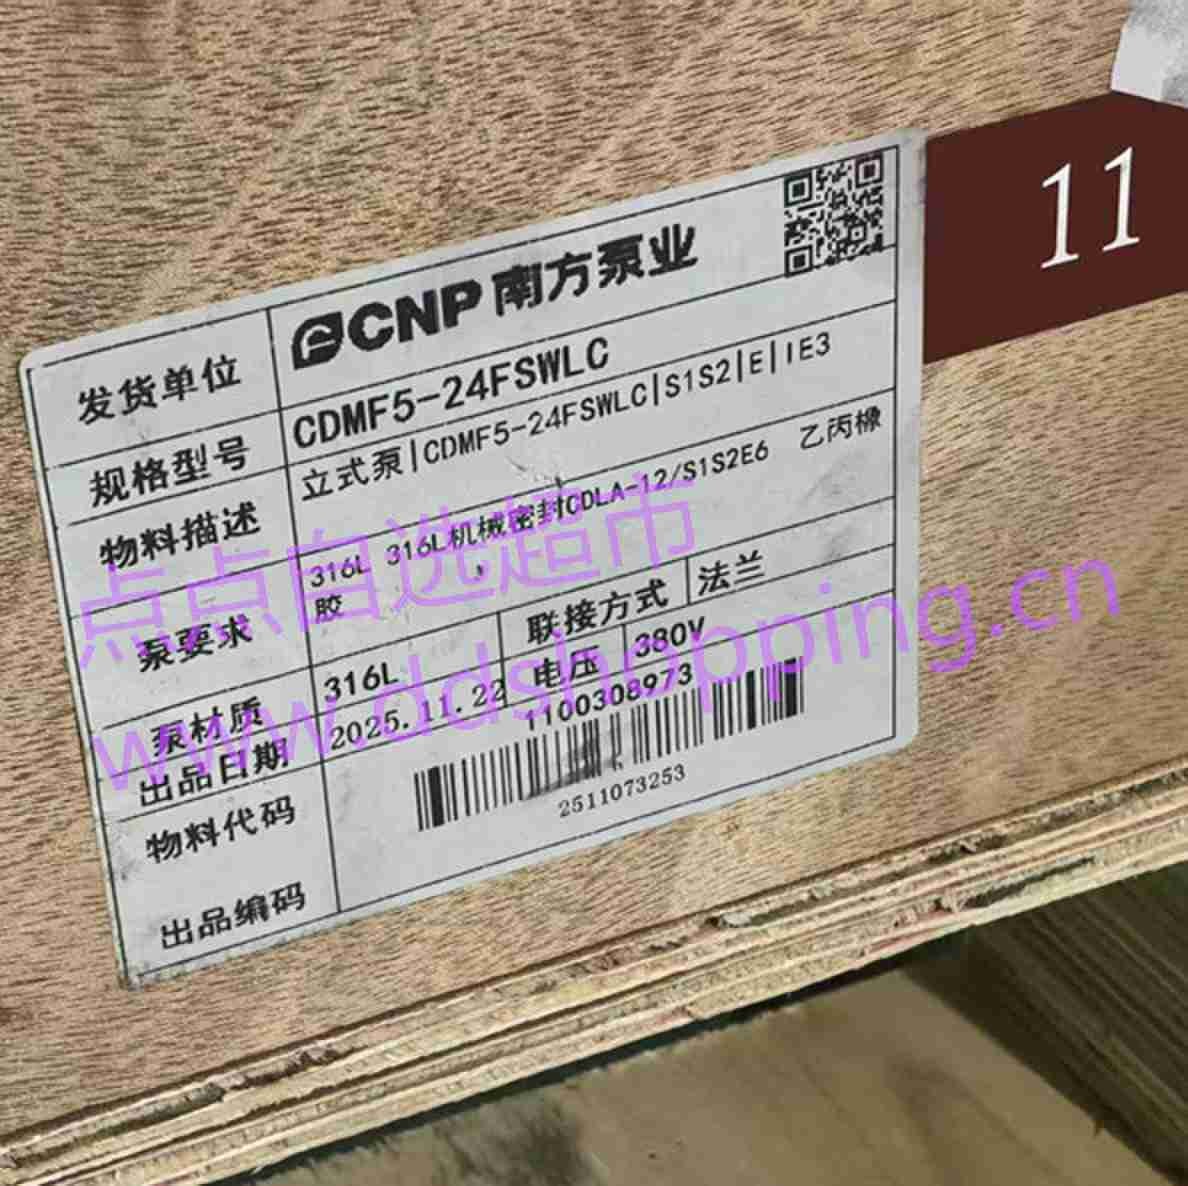 11
发货单位 CNP 南方泵业
规格型号 CDMF5-24FSWLC
物料描述 立式泵|CDMF5-24FSWLC|S1S2|E|IE3
泵要求 316L 316L机械密封CDLA-12/S1S2E6 乙丙橡
胶
泵材质 316L 联接方式 法兰
出品日期 2025.11.22 电压 380V
物料代码 1100308973
出品编码 2511073253
点点自选超市
www.ddshopping.cn